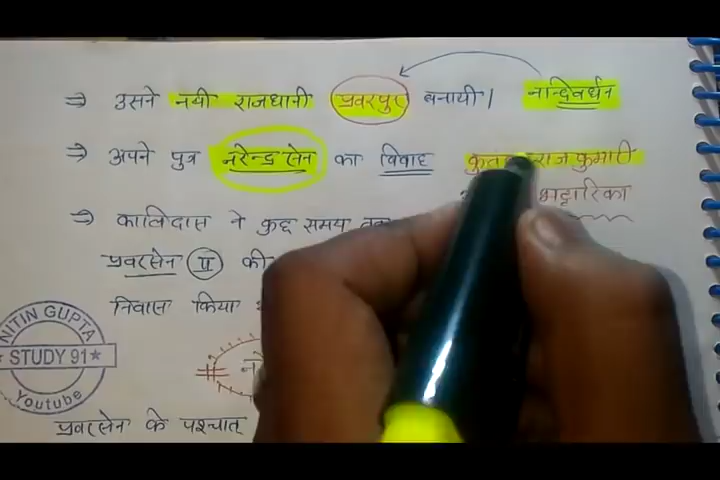 ⇒ उसने नयी राजधानी प्रवरपुर बनायी। नान्दिवर्धन
⇒ अपने पुत्र नरेन्द्र सेन का विवाह राजकुमारी
भट्टारिका
⇒ कालिदास ने कुछ समय तक
प्रवरसेन II की
निवास किया
प्रवरसेन के पश्चात्
NITIN GUPTA
STUDY 91
Youtube